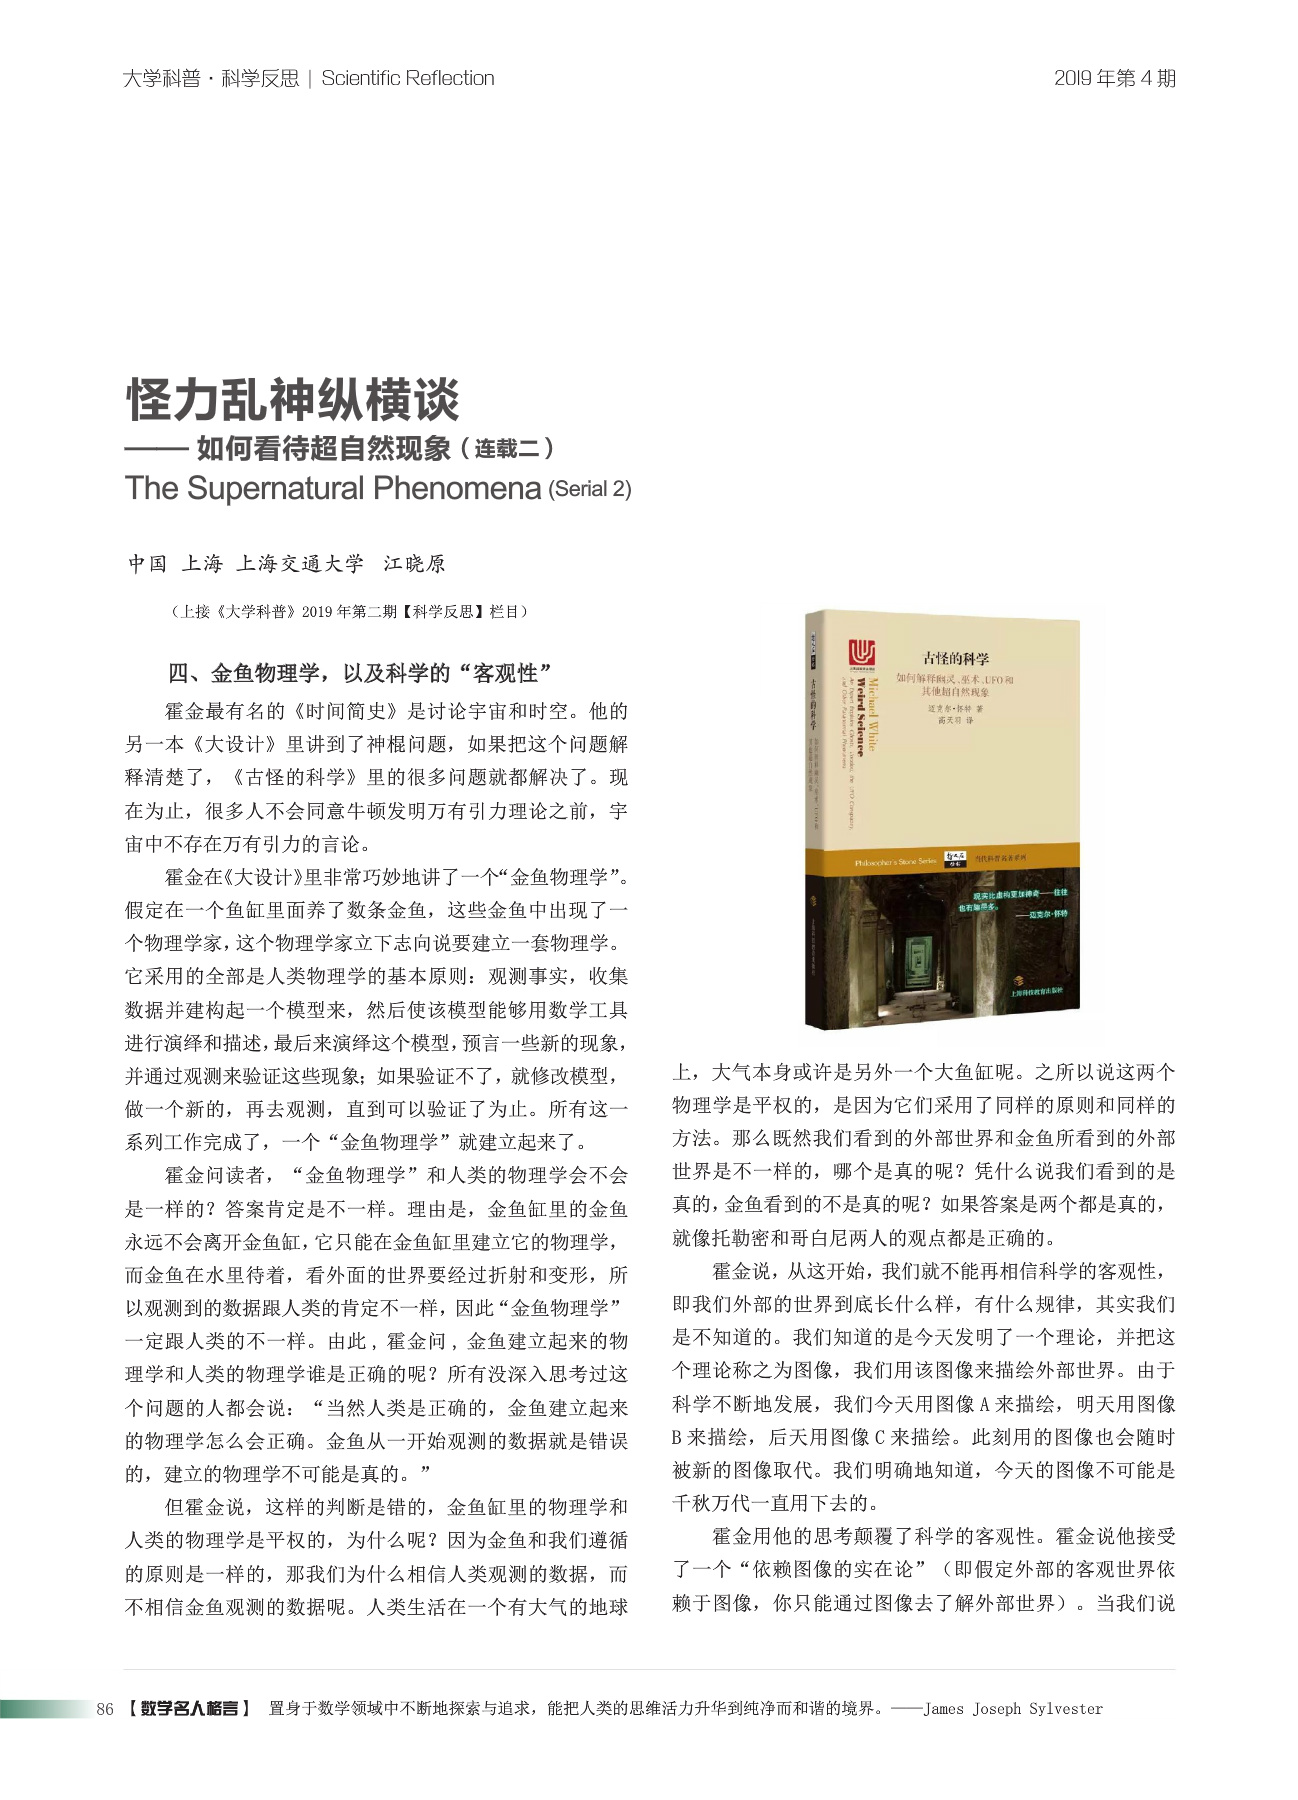 大学科普·科学反思 | Scientific Reflection
2019 年第 4 期
怪力乱神纵横谈
—— 如何看待超自然现象（连载二）
The Supernatural Phenomena (Serial 2)
中国 上海 上海交通大学 江晓原
（上接《大学科普》2019 年第二期【科学反思】栏目）
四、金鱼物理学，以及科学的“客观性”
霍金最有名的《时间简史》是讨论宇宙和时空。他的
另一本《大设计》里讲到了神棍问题，如果把这个问题解
释清楚了，《古怪的科学》里的很多问题就都解决了。现
在为止，很多人不会同意牛顿发明万有引力理论之前，宇
宙中不存在万有引力的言论。
霍金在《大设计》里非常巧妙地讲了一个“金鱼物理学”。
假定在一个鱼缸里面养了数条金鱼，这些金鱼中出现了一
个物理学家，这个物理学家立下志向说要建立一套物理学。
它采用的全部是人类物理学的基本原则：观测事实，收集
数据并建构起一个模型来，然后使该模型能够用数学工具
进行演绎和描述，最后来演绎这个模型，预言一些新的现象，
并通过观测来验证这些现象；如果验证不了，就修改模型，
做一个新的，再去观测，直到可以验证了为止。所有这一
系列工作完成了，一个“金鱼物理学”就建立起来了。
霍金问读者，“金鱼物理学”和人类的物理学会不会
是一样的？答案肯定是不一样。理由是，金鱼缸里的金鱼
永远不会离开金鱼缸，它只能在金鱼缸里建立它的物理学，
而金鱼在水里待着，看外面的世界要经过折射和变形，所
以观测到的数据跟人类的肯定不一样，因此“金鱼物理学”
一定跟人类的不一样。由此，霍金问，金鱼建立起来的物
理学和人类的物理学谁是正确的呢？所有没深入思考过这
个问题的人都会说：“当然人类是正确的，金鱼建立起来
的物理学怎么会正确。金鱼从一开始观测的数据就是错误
的，建立的物理学不可能是真的。”
但霍金说，这样的判断是错的，金鱼缸里的物理学和
人类的物理学是平权的，为什么呢？因为金鱼和我们遵循
的原则是一样的，那我们为什么相信人类观测的数据，而
不相信金鱼观测的数据呢。人类生活在一个有大气的地球
古怪的科学
如何解释幽灵、巫术、UFO和
其他超自然现象
迈克尔·怀特 著
高天羽 译
Michael White
Weird Science
古怪的科学
Philosopher's Stone Series
当代科普名著系列
现实比虚构更加神奇——往往
也有趣得多。
——迈克尔·怀特
上海科技教育出版社
上，大气本身或许是另外一个大鱼缸呢。之所以说这两个
物理学是平权的，是因为它们采用了同样的原则和同样的
方法。那么既然我们看到的外部世界和金鱼所看到的外部
世界是不一样的，哪个是真的呢？凭什么说我们看到的是
真的，金鱼看到的不是真的呢？如果答案是两个都是真的，
就像托勒密和哥白尼两人的观点都是正确的。
霍金说，从这开始，我们就不能再相信科学的客观性，
即我们外部的世界到底长什么样，有什么规律，其实我们
是不知道的。我们知道的是今天发明了一个理论，并把这
个理论称之为图像，我们用该图像来描绘外部世界。由于
科学不断地发展，我们今天用图像 A 来描绘，明天用图像
B 来描绘，后天用图像 C 来描绘。此刻用的图像也会随时
被新的图像取代。我们明确地知道，今天的图像不可能是
千秋万代一直用下去的。
霍金用他的思考颠覆了科学的客观性。霍金说他接受
了一个“依赖图像的实在论”（即假定外部的客观世界依
赖于图像，你只能通过图像去了解外部世界）。当我们说
86 【数学名人格言】 置身于数学领域中不断地探索与追求，能把人类的思维活力升华到纯净而和谐的境界。——James Joseph Sylvester